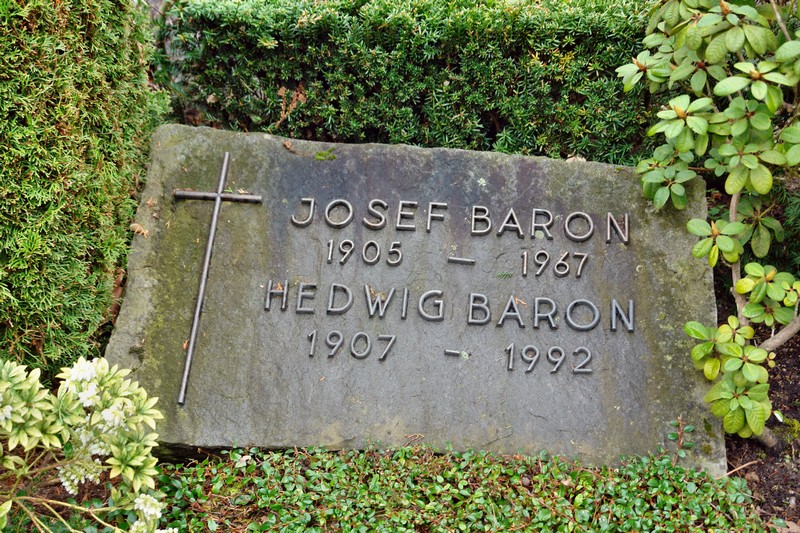 JOSEF BARON
1905 – 1967
HEDWIG BARON
1907 – 1992